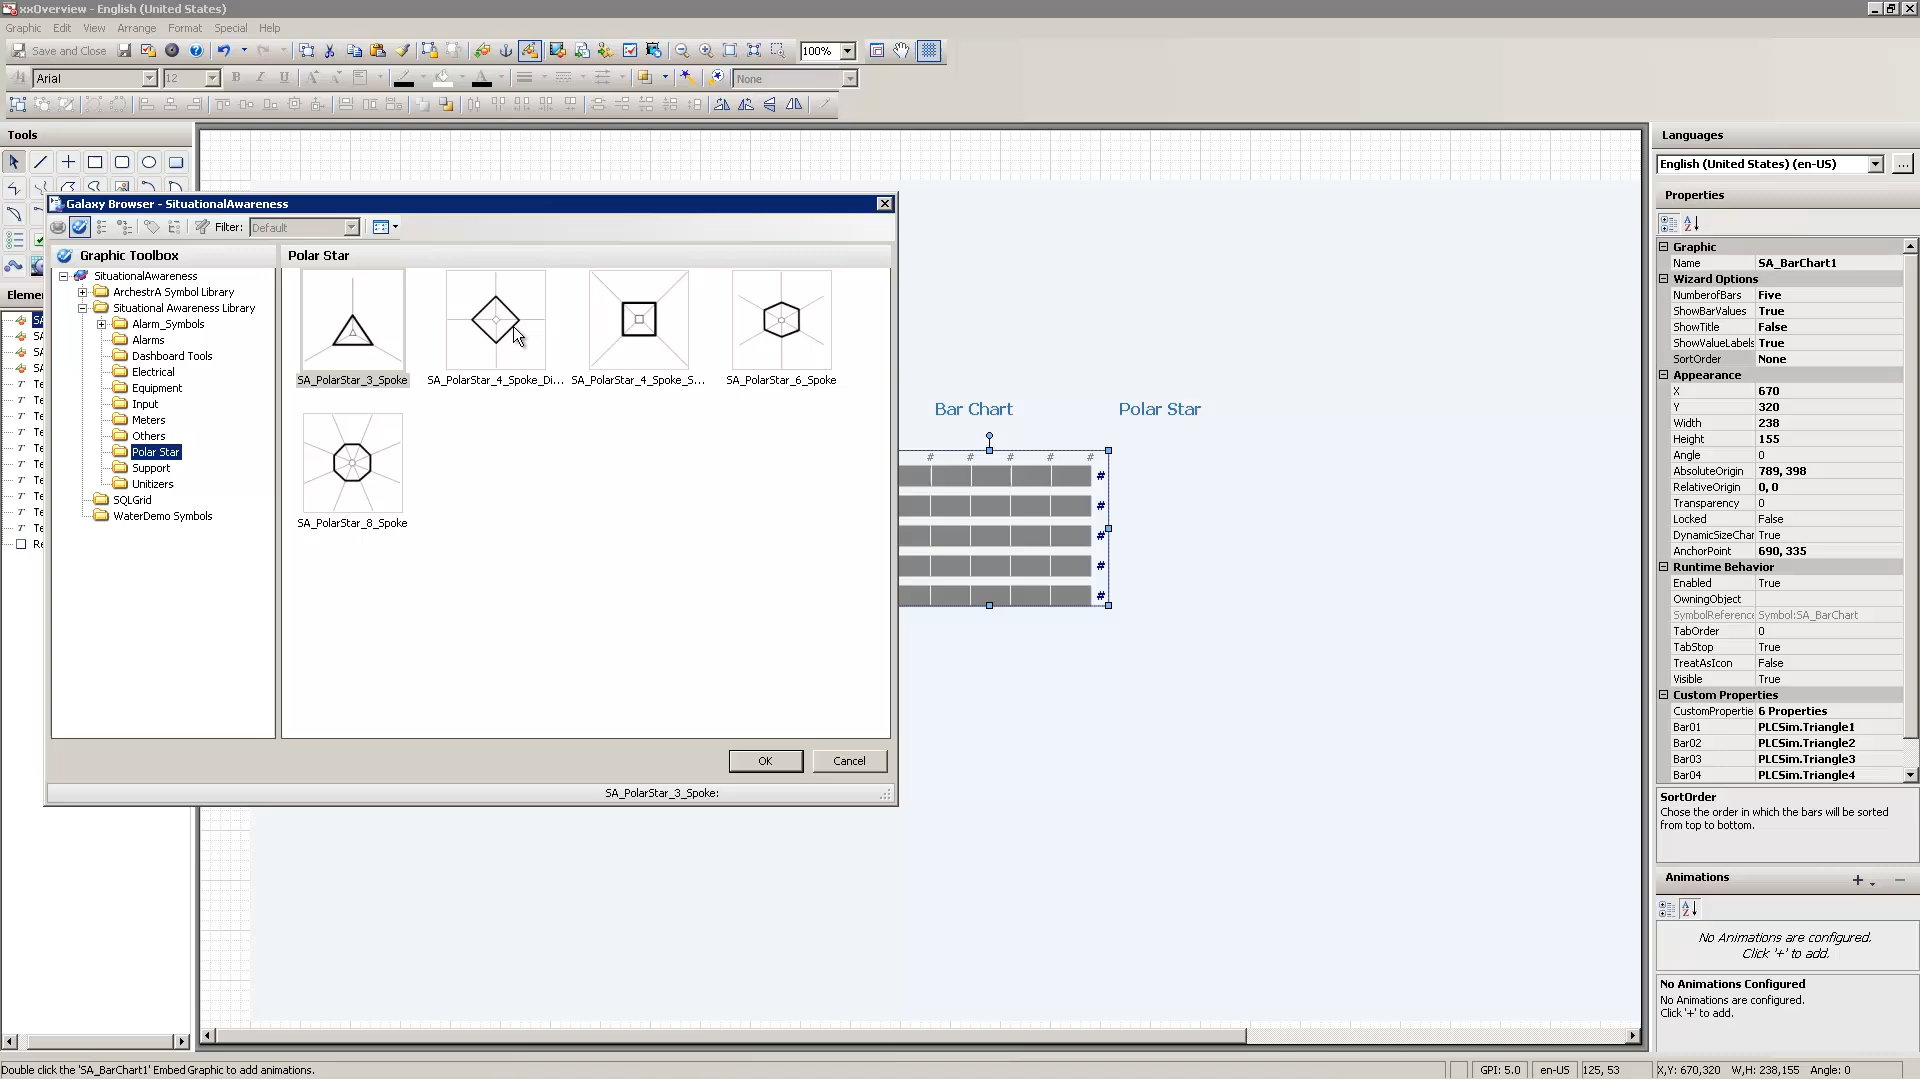 xxOverview - English (United States)
Graphic Edit View Arrange Format Special Help
Save and Close
100%
Arial
12
B I U
None
Tools
Galaxy Browser - SituationalAwareness
Filter: Default
Graphic Toolbox
SituationalAwareness
ArchestrA Symbol Library
Situational Awareness Library
Alarm_Symbols
Alarms
Dashboard Tools
Electrical
Equipment
Input
Meters
Others
Polar Star
Support
Unitizers
SQLGrid
WaterDemo Symbols
Polar Star
SA_PolarStar_3_Spoke
SA_PolarStar_4_Spoke_Di...
SA_PolarStar_4_Spoke_S...
SA_PolarStar_6_Spoke
SA_PolarStar_8_Spoke
OK
Cancel
SA_PolarStar_3_Spoke:
Bar Chart
Polar Star
# # # # #
#
#
#
#
#
Languages
English (United States) (en-US)
...
Properties
Graphic
Name SA_BarChart1
Wizard Options
NumberofBars Five
ShowBarValues True
ShowTitle False
ShowValueLabels True
SortOrder None
Appearance
X 670
Y 320
Width 238
Height 155
Angle 0
AbsoluteOrigin 789, 398
RelativeOrigin 0, 0
Transparency 0
Locked False
DynamicSizeChar True
AnchorPoint 690, 335
Runtime Behavior
Enabled True
OwningObject
SymbolReference Symbol:SA_BarChart
TabOrder 0
TabStop True
TreatAsIcon False
Visible True
Custom Properties
CustomPropertie 6 Properties
Bar01 PLCSim.Triangle1
Bar02 PLCSim.Triangle2
Bar03 PLCSim.Triangle3
Bar04 PLCSim.Triangle4
SortOrder
Chose the order in which the bars will be sorted
from top to bottom.
Animations
No Animations are configured.
Click '+' to add.
No Animations Configured
No Animations are configured.
Click '+' to add.
Double click the 'SA_BarChart1' Embed Graphic to add animations.
GPI: 5.0
en-US
125, 53
X,Y: 670,320 W,H: 238,155 Angle: 0